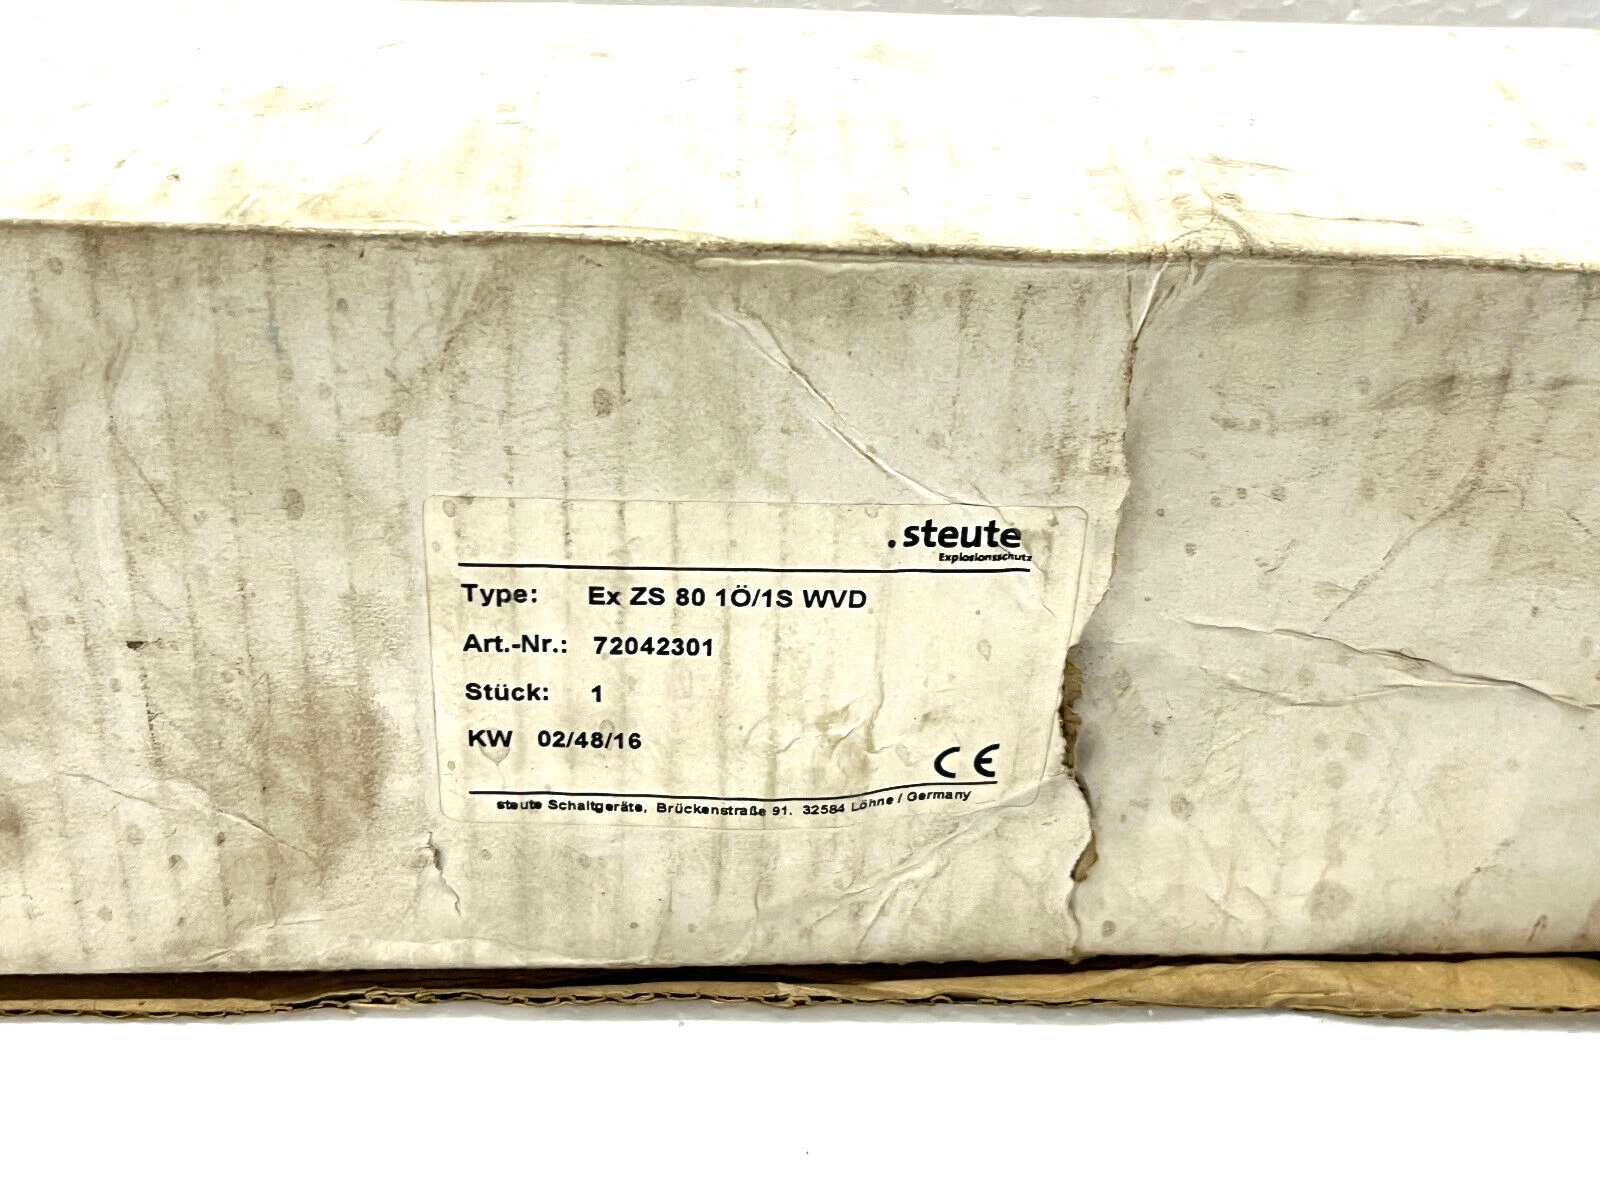 .steute
Explosionsschutz
Type: Ex ZS 80 1Ö/1S WVD
Art.-Nr.: 72042301
Stück: 1
KW 02/48/16
CE
steute Schaltgeräte, Brückenstraße 91, 32584 Löhne / Germany